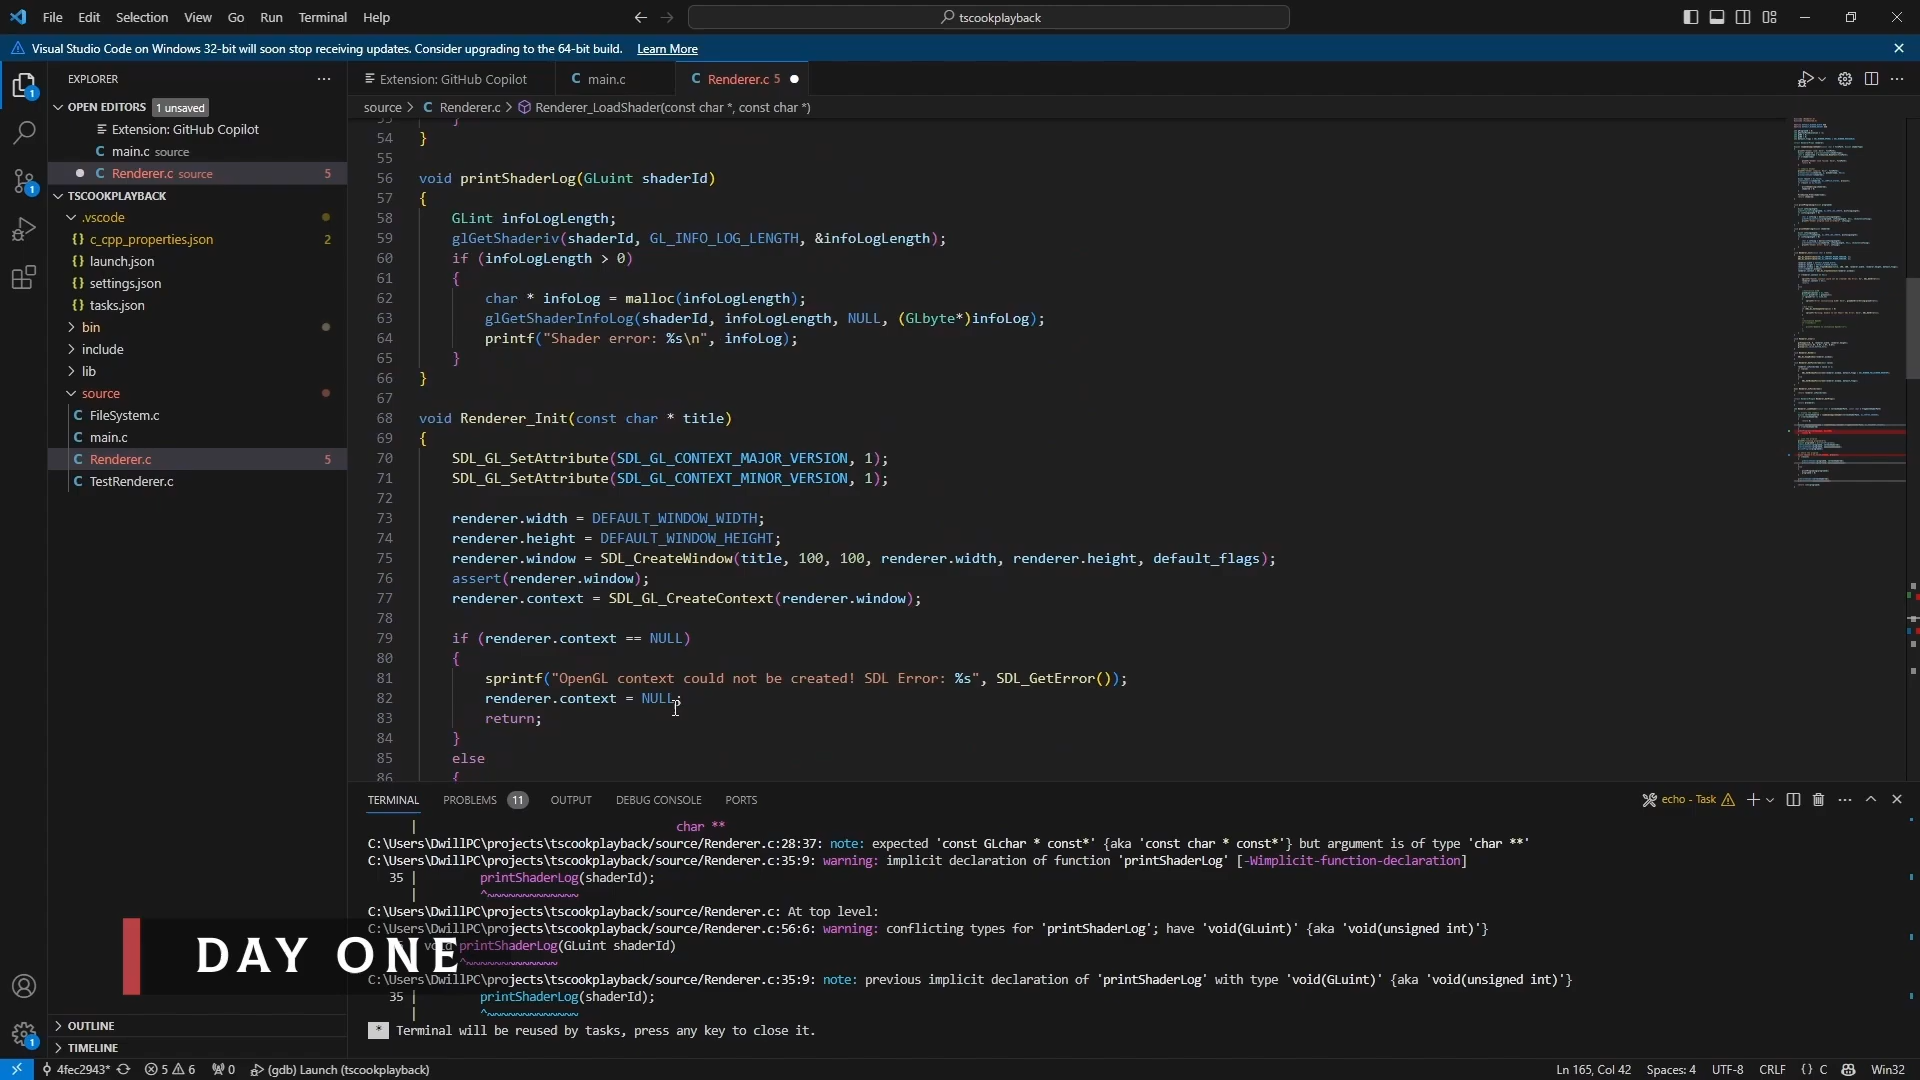 File Edit Selection View Go Run Terminal Help
tscookplayback
Visual Studio Code on Windows 32-bit will soon stop receiving updates. Consider upgrading to the 64-bit build. Learn More
EXPLORER
OPEN EDITORS 1 unsaved
Extension: GitHub Copilot
C main.c source
C Renderer.c source 5
TSCOOKPLAYBACK
.vscode
{} c_cpp_properties.json 2
{} launch.json
{} settings.json
{} tasks.json
bin
include
lib
source
C FileSystem.c
C main.c
C Renderer.c 5
C TestRenderer.c
OUTLINE
TIMELINE
Extension: GitHub Copilot
C main.c
C Renderer.c 5
source > C Renderer.c > Renderer_LoadShader(const char *, const char *)
53 }
54 }
55
56 void printShaderLog(GLuint shaderId)
57 {
58 GLint infoLogLength;
59 glGetShaderiv(shaderId, GL_INFO_LOG_LENGTH, &infoLogLength);
60 if (infoLogLength > 0)
61 {
62 char * infoLog = malloc(infoLogLength);
63 glGetShaderInfoLog(shaderId, infoLogLength, NULL, (GLbyte*)infoLog);
64 printf("Shader error: %s\n", infoLog);
65 }
66 }
67
68 void Renderer_Init(const char * title)
69 {
70 SDL_GL_SetAttribute(SDL_GL_CONTEXT_MAJOR_VERSION, 1);
71 SDL_GL_SetAttribute(SDL_GL_CONTEXT_MINOR_VERSION, 1);
72
73 renderer.width = DEFAULT_WINDOW_WIDTH;
74 renderer.height = DEFAULT_WINDOW_HEIGHT;
75 renderer.window = SDL_CreateWindow(title, 100, 100, renderer.width, renderer.height, default_flags);
76 assert(renderer.window);
77 renderer.context = SDL_GL_CreateContext(renderer.window);
78
79 if (renderer.context == NULL)
80 {
81 sprintf("OpenGL context could not be created! SDL Error: %s", SDL_GetError());
82 renderer.context = NULL;
83 return;
84 }
85 else
86 {
TERMINAL PROBLEMS 11 OUTPUT DEBUG CONSOLE PORTS
echo - Task
| char **
C:\Users\DwillPC\projects\tscookplayback/source/Renderer.c:28:37: note: expected 'const GLchar * const*' {aka 'const char * const*'} but argument is of type 'char **'
C:\Users\DwillPC\projects\tscookplayback/source/Renderer.c:35:9: warning: implicit declaration of function 'printShaderLog' [-Wimplicit-function-declaration]
35 | printShaderLog(shaderId);
| ^~~~~~~~~~~~~~
C:\Users\DwillPC\projects\tscookplayback/source/Renderer.c: At top level:
C:\Users\DwillPC\projects\tscookplayback/source/Renderer.c:56:6: warning: conflicting types for 'printShaderLog'; have 'void(GLuint)' {aka 'void(unsigned int)'}
void printShaderLog(GLuint shaderId)
^~~~~~~~~~~~~~
C:\Users\DwillPC\projects\tscookplayback/source/Renderer.c:35:9: note: previous implicit declaration of 'printShaderLog' with type 'void(GLuint)' {aka 'void(unsigned int)'}
35 | printShaderLog(shaderId);
| ^~~~~~~~~~~~~~
* Terminal will be reused by tasks, press any key to close it.
DAY ONE
4fec2943* 5 6 0 (gdb) Launch (tscookplayback)
Ln 165, Col 42 Spaces: 4 UTF-8 CRLF {} C Win32